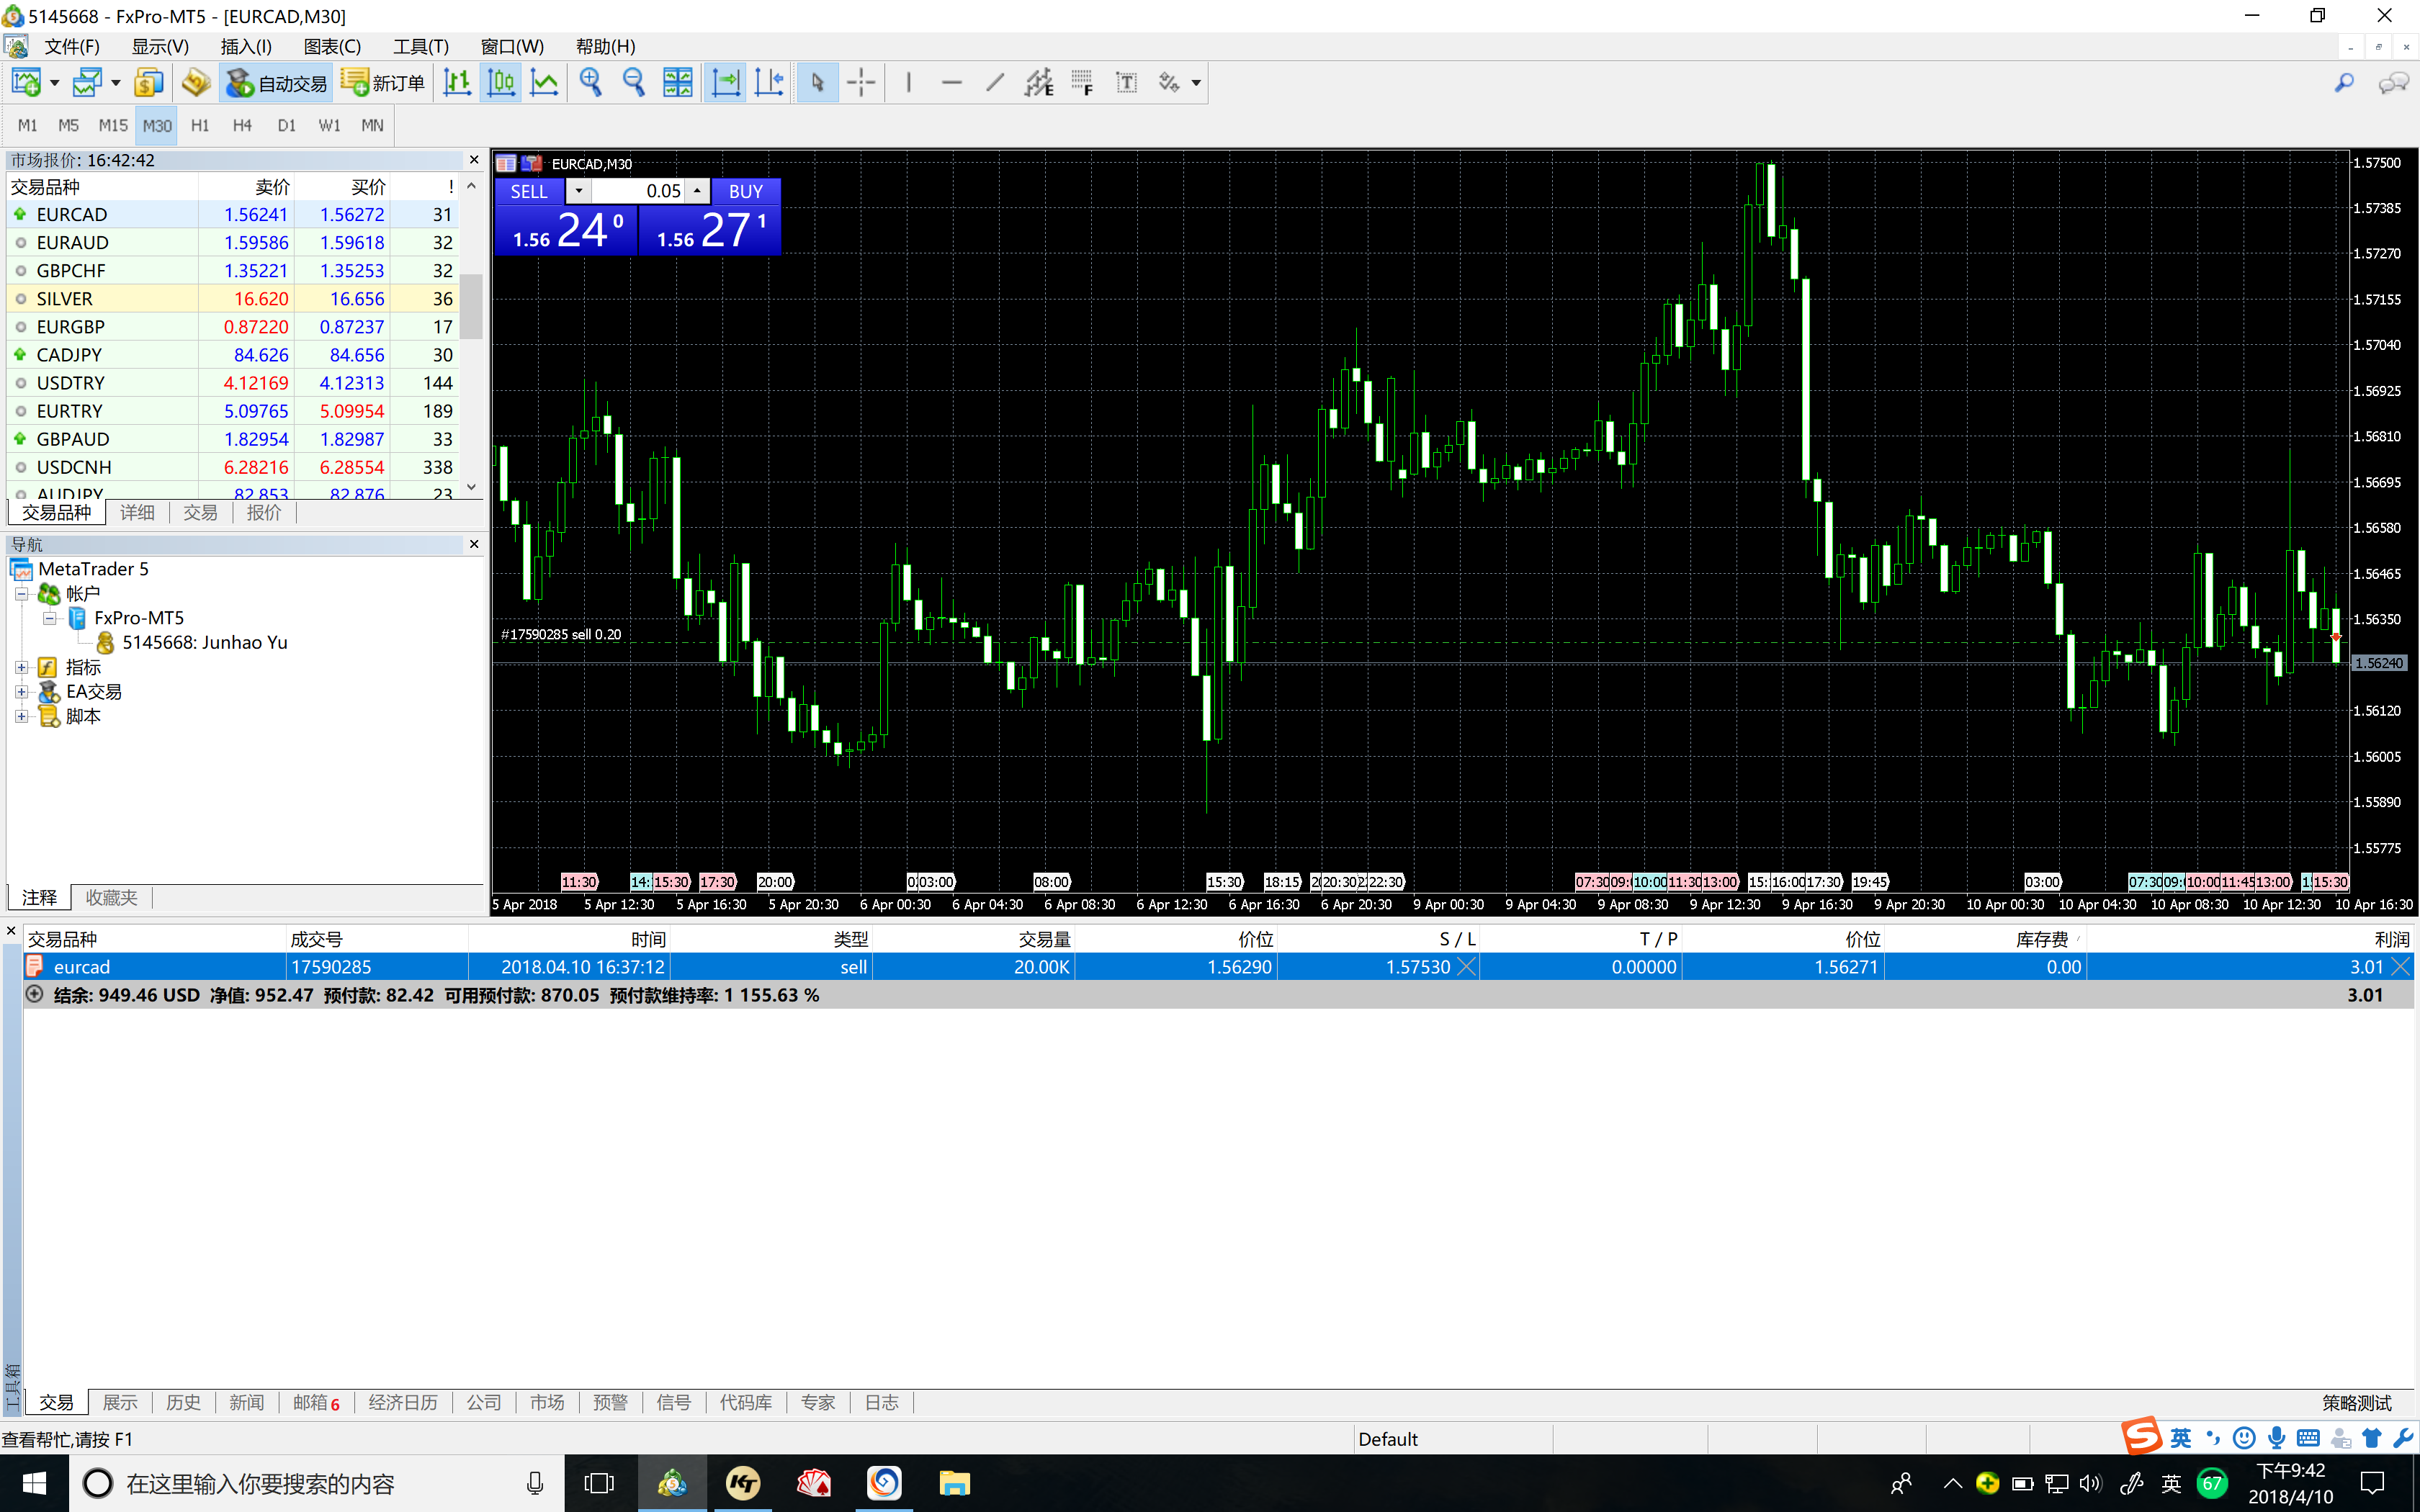 5145668 - FxPro-MT5 - [EURCAD,M30]
文件(F) 显示(V) 插入(I) 图表(C) 工具(T) 窗口(W) 帮助(H)
自动交易 新订单 E F T
M1 M5 M15 M30 H1 H4 D1 W1 MN
市场报价: 16:42:42
交易品种 卖价 买价 !
EURCAD 1.56241 1.56272 31
EURAUD 1.59586 1.59618 32
GBPCHF 1.35221 1.35253 32
SILVER 16.620 16.656 36
EURGBP 0.87220 0.87237 17
CADJPY 84.626 84.656 30
USDTRY 4.12169 4.12313 144
EURTRY 5.09765 5.09954 189
GBPAUD 1.82954 1.82987 33
USDCNH 6.28216 6.28554 338
AUDJPY 82.853 82.876 23
交易品种 详细 交易 报价
导航
MetaTrader 5
帐户
FxPro-MT5
5145668: Junhao Yu
指标
EA交易
脚本
注释 收藏夹
EURCAD,M30
SELL 0.05 BUY
1.56 24 0 1.56 27 1
#17590285 sell 0.20
1.57500
1.57385
1.57270
1.57155
1.57040
1.56925
1.56810
1.56695
1.56580
1.56465
1.56350
1.56240
1.56120
1.56005
1.55890
1.55775
11:30 14: 15:30 17:30 20:00 03:00 08:00 15:30 18:15 20:30 22:30 07:30 09: 10:00 11:30 13:00 15: 16:00 17:30 19:45 03:00 07:30 09: 10:00 11:45 13:00 15:30
5 Apr 2018 5 Apr 12:30 5 Apr 16:30 5 Apr 20:30 6 Apr 00:30 6 Apr 04:30 6 Apr 08:30 6 Apr 12:30 6 Apr 16:30 6 Apr 20:30 9 Apr 00:30 9 Apr 04:30 9 Apr 08:30 9 Apr 12:30 9 Apr 16:30 9 Apr 20:30 10 Apr 00:30 10 Apr 04:30 10 Apr 08:30 10 Apr 12:30 10 Apr 16:30
交易品种 成交号 时间 类型 交易量 价位 S / L T / P 价位 库存费 利润
eurcad 17590285 2018.04.10 16:37:12 sell 20.00K 1.56290 1.57530 0.00000 1.56271 0.00 3.01
结余: 949.46 USD 净值: 952.47 预付款: 82.42 可用预付款: 870.05 预付款维持率: 1 155.63 % 3.01
工具箱
交易 展示 历史 新闻 邮箱 6 经济日历 公司 市场 预警 信号 代码库 专家 日志 策略测试
查看帮忙,请按 F1 Default 英
在这里输入你要搜索的内容 KT 英 67 下午9:42
2018/4/10